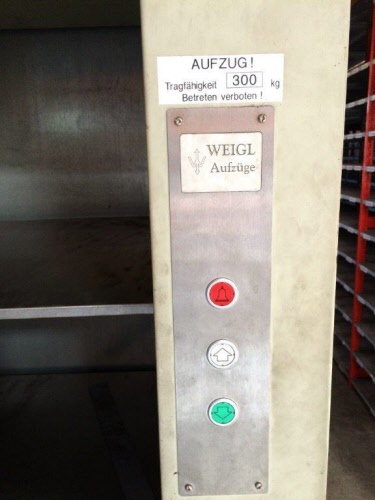 AUFZUG!
Tragfähigkeit 300 kg
Betreten verboten!
WEIGL
Aufzüge